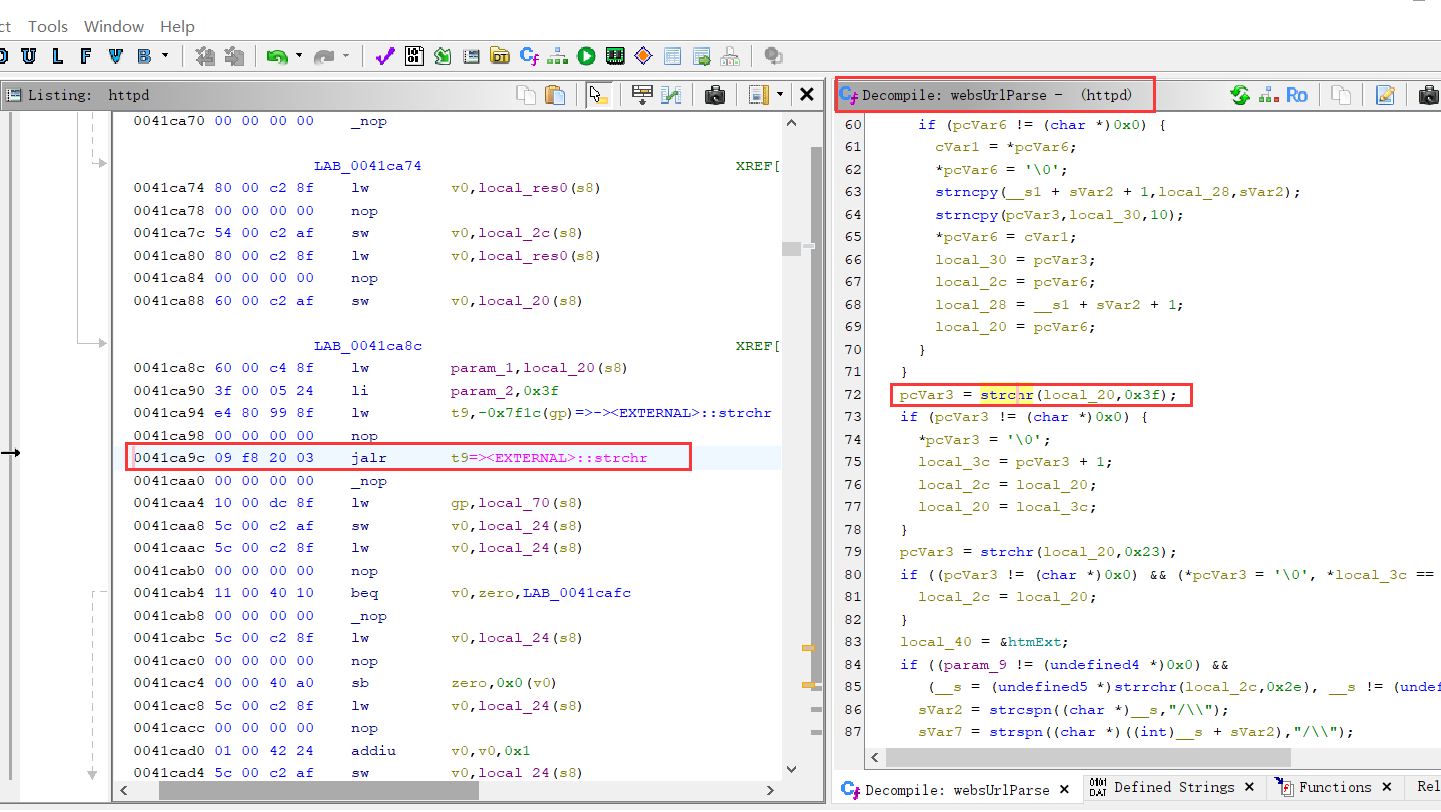 ct Tools Window Help
D U L F V B
Listing: httpd
0041ca70 00 00 00 00 _nop
LAB_0041ca74 XREF[
0041ca74 80 00 c2 8f lw v0,local_res0(s8)
0041ca78 00 00 00 00 nop
0041ca7c 54 00 c2 af sw v0,local_2c(s8)
0041ca80 80 00 c2 8f lw v0,local_res0(s8)
0041ca84 00 00 00 00 nop
0041ca88 60 00 c2 af sw v0,local_20(s8)
LAB_0041ca8c XREF[
0041ca8c 60 00 c4 8f lw param_1,local_20(s8)
0041ca90 3f 00 05 24 li param_2,0x3f
0041ca94 e4 80 99 8f lw t9,-0x7f1c(gp)=>-><EXTERNAL>::strchr
0041ca98 00 00 00 00 nop
0041ca9c 09 f8 20 03 jalr t9=><EXTERNAL>::strchr
0041caa0 00 00 00 00 _nop
0041caa4 10 00 dc 8f lw gp,local_70(s8)
0041caa8 5c 00 c2 af sw v0,local_24(s8)
0041caac 5c 00 c2 8f lw v0,local_24(s8)
0041cab0 00 00 00 00 nop
0041cab4 11 00 40 10 beq v0,zero,LAB_0041cafc
0041cab8 00 00 00 00 _nop
0041cabc 5c 00 c2 8f lw v0,local_24(s8)
0041cac0 00 00 00 00 nop
0041cac4 00 00 40 a0 sb zero,0x0(v0)
0041cac8 5c 00 c2 8f lw v0,local_24(s8)
0041cacc 00 00 00 00 nop
0041cad0 01 00 42 24 addiu v0,v0,0x1
0041cad4 5c 00 c2 af sw v0,local_24(s8)
Decompile: websUrlParse - (httpd)
Ro
60 if (pcVar6 != (char *)0x0) {
61 cVar1 = *pcVar6;
62 *pcVar6 = '\0';
63 strncpy(__s1 + sVar2 + 1,local_28,sVar2);
64 strncpy(pcVar3,local_30,10);
65 *pcVar6 = cVar1;
66 local_30 = pcVar3;
67 local_2c = pcVar6;
68 local_28 = __s1 + sVar2 + 1;
69 local_20 = pcVar6;
70 }
71 }
72 pcVar3 = strchr(local_20,0x3f);
73 if (pcVar3 != (char *)0x0) {
74 *pcVar3 = '\0';
75 local_3c = pcVar3 + 1;
76 local_2c = local_20;
77 local_20 = local_3c;
78 }
79 pcVar3 = strchr(local_20,0x23);
80 if ((pcVar3 != (char *)0x0) && (*pcVar3 = '\0', *local_3c ==
81 local_2c = local_20;
82 }
83 local_40 = &htmExt;
84 if ((param_9 != (undefined4 *)0x0) &&
85 (__s = (undefined5 *)strrchr(local_2c,0x2e), __s != (undef
86 sVar2 = strcspn((char *)__s,"/\\");
87 sVar7 = strspn((char *)((int)__s + sVar2),"/\\");
Decompile: websUrlParse × Defined Strings × Functions × Rel